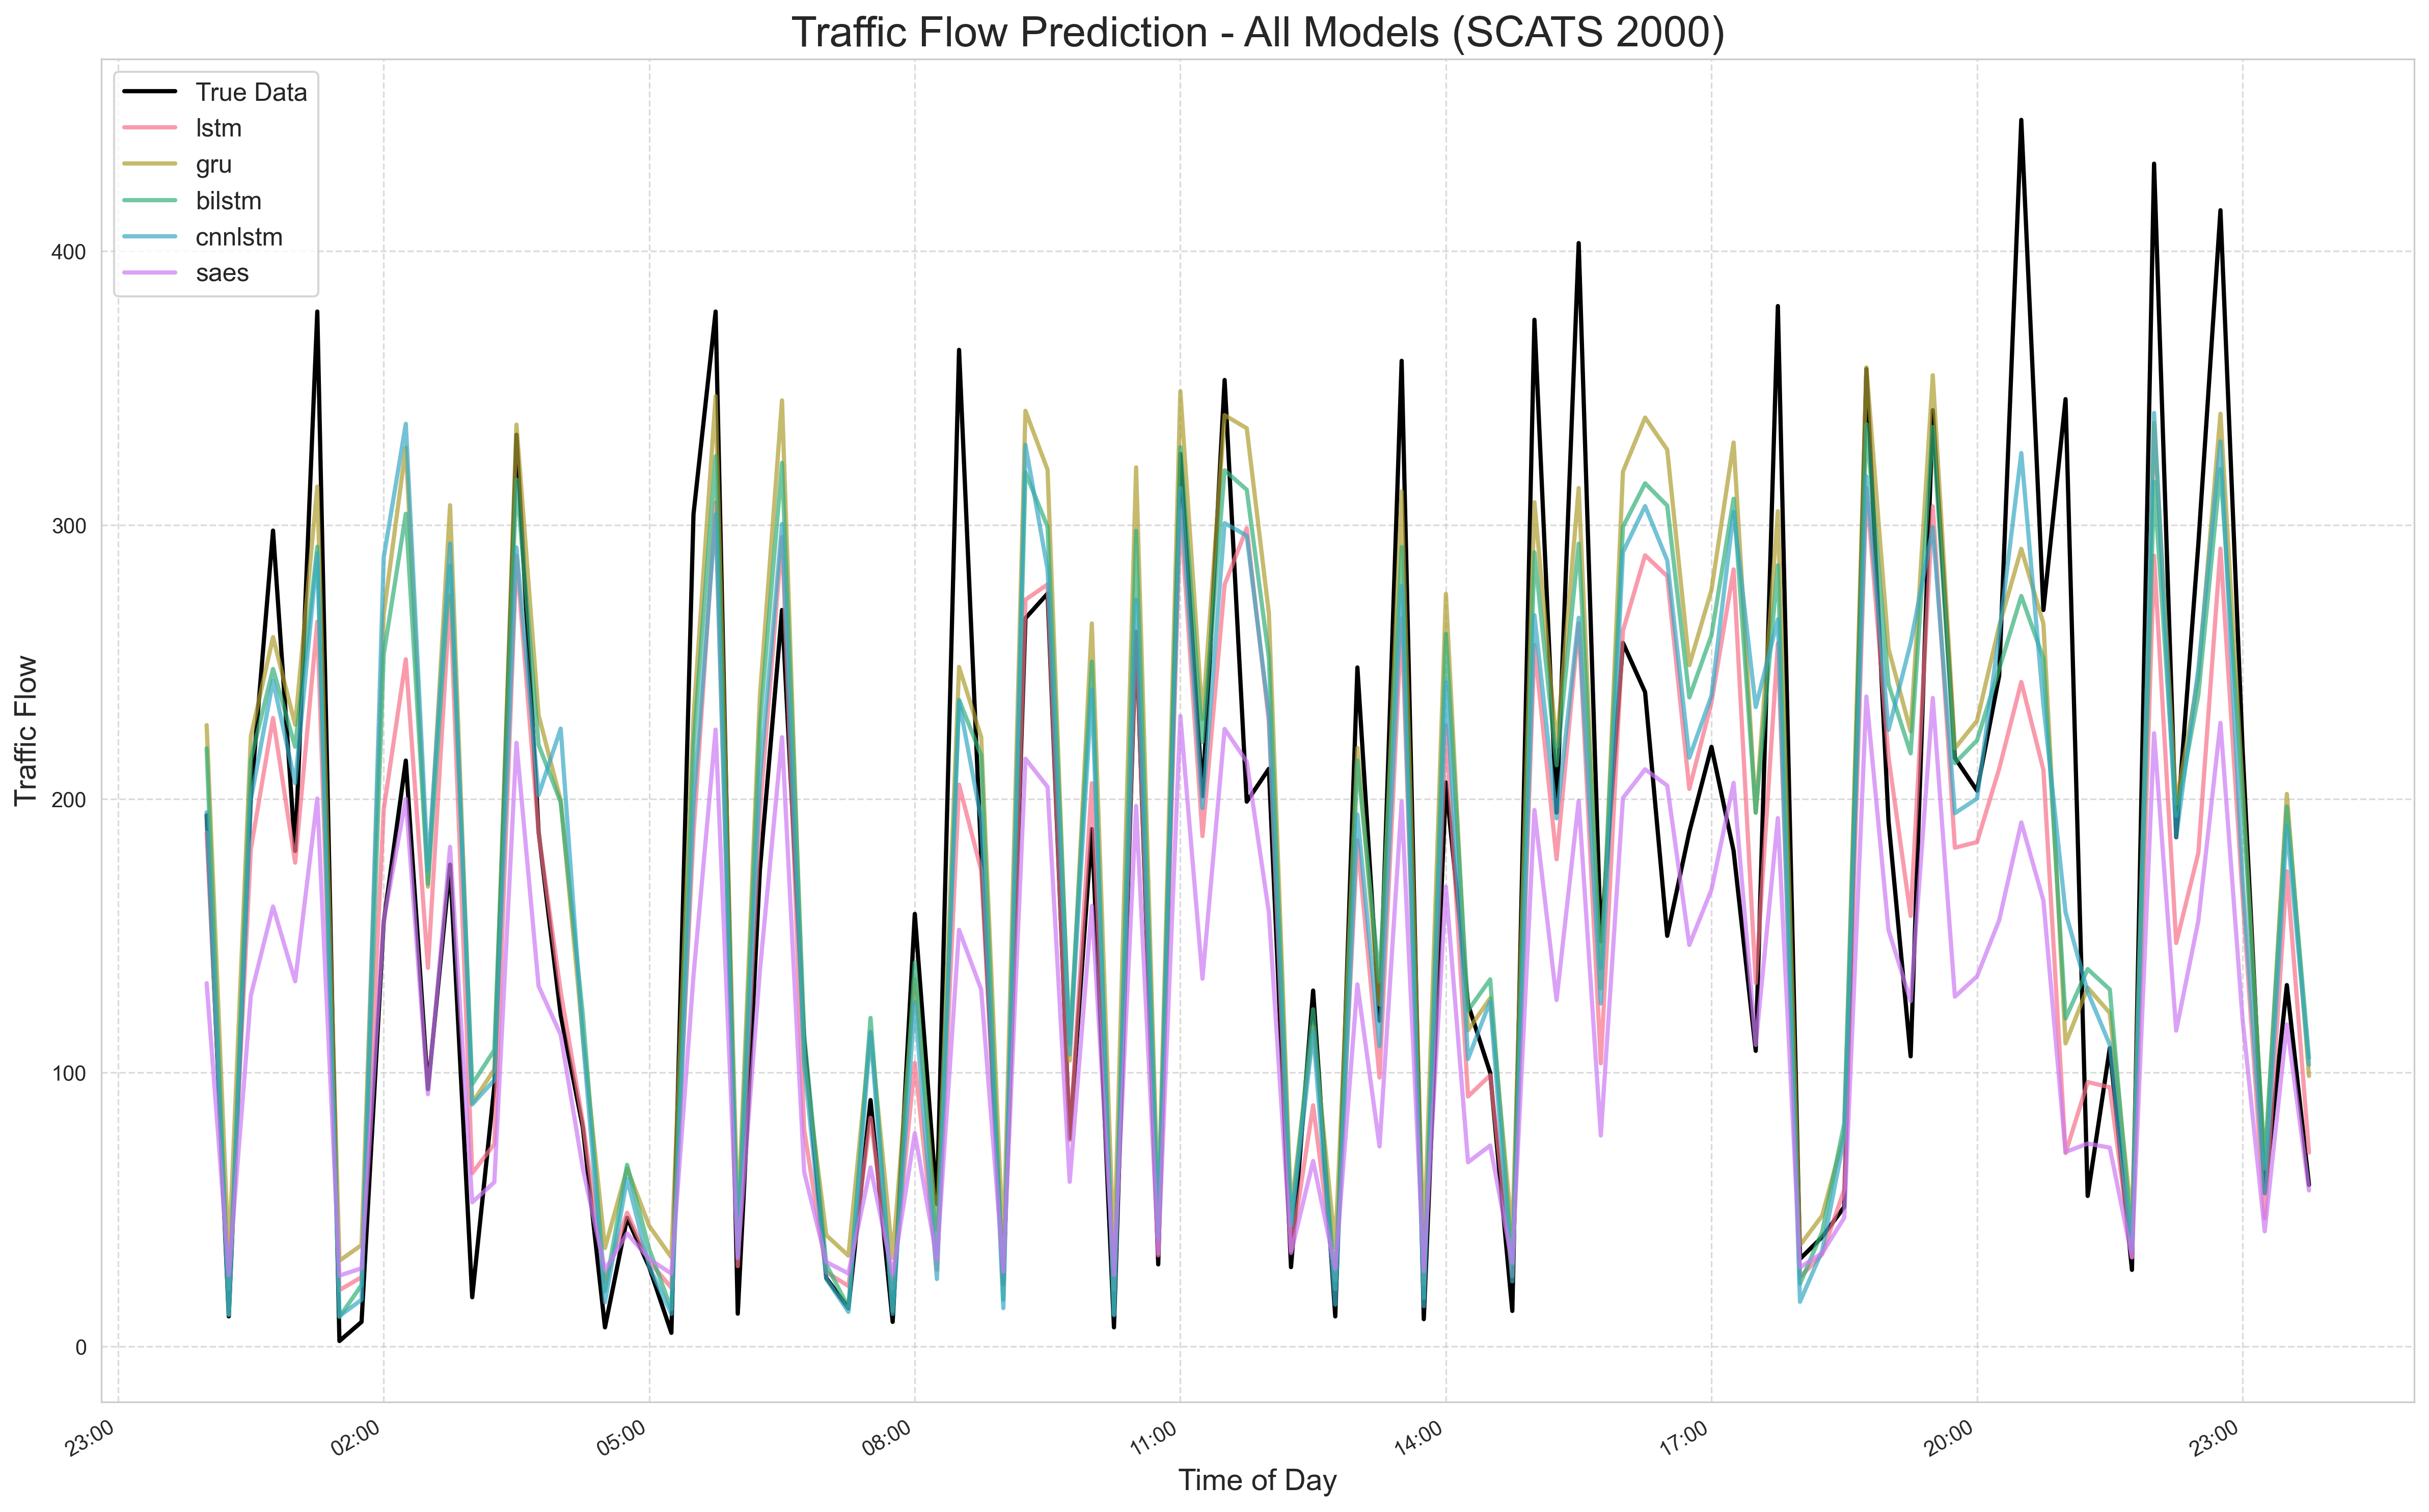 Traffic Flow Prediction - All Models (SCATS 2000)
True Data
lstm
gru
bilstm
cnnlstm
saes
Traffic Flow
400
300
200
100
0
23:00
02:00
05:00
08:00
11:00
14:00
17:00
20:00
23:00
Time of Day